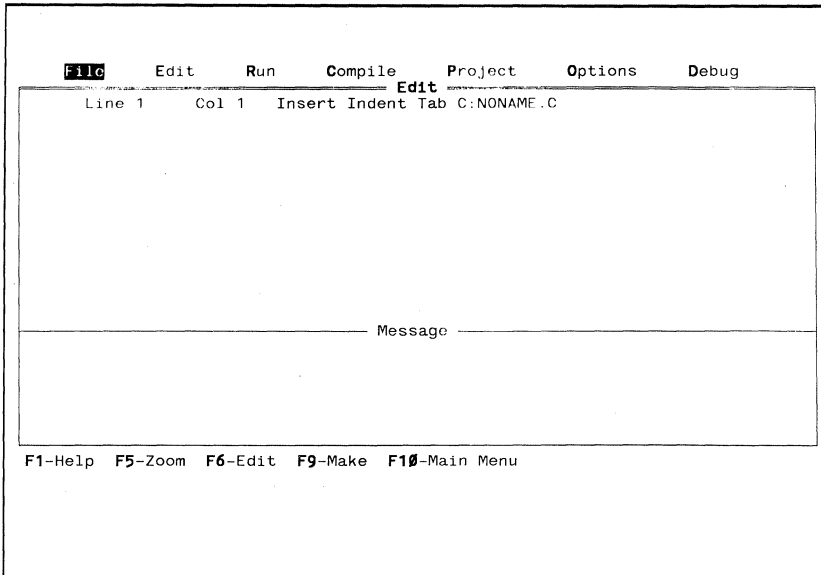 File Edit Run Compile Project Options Debug
Edit
Line 1 Col 1 Insert Indent Tab C:NONAME.C
Message
F1-Help F5-Zoom F6-Edit F9-Make F10-Main Menu